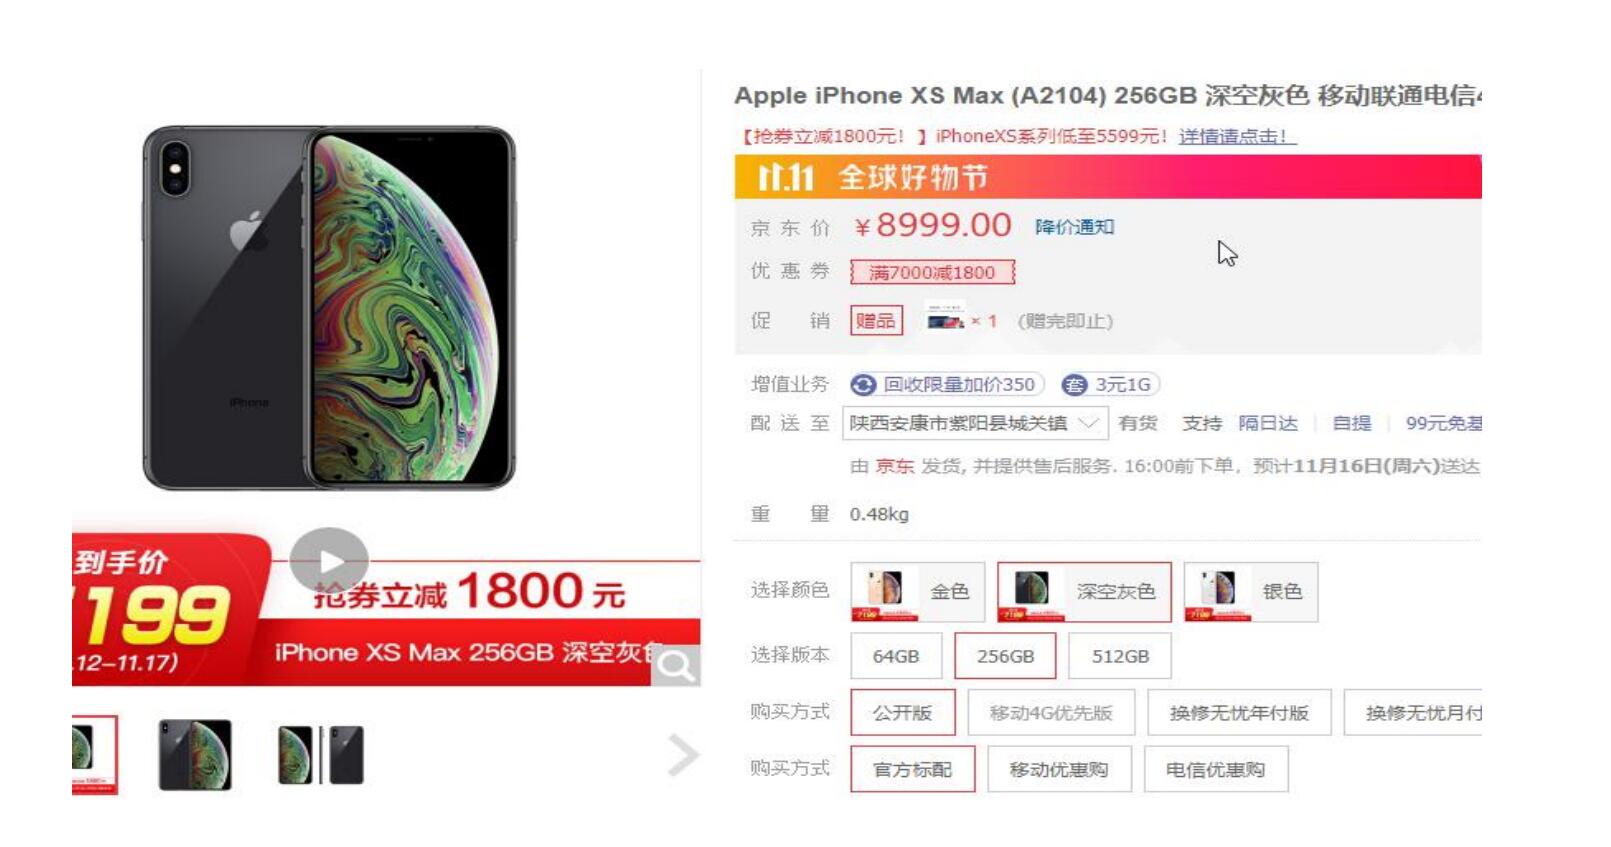 Apple iPhone XS Max (A2104) 256GB 深空灰色 移动联通电信4
【抢券立减1800元！】iPhoneXS系列低至5599元！详情请点击！
11.11 全球好物节
京东价 ￥8999.00 降价通知
优惠券 满7000减1800
促销 赠品 × 1 (赠完即止)
增值业务 回收限量加价350 套 3元1G
配送至 陕西安康市紫阳县城关镇 有货 支持 隔日达 自提 99元免基
由 京东 发货, 并提供售后服务. 16:00前下单, 预计11月16日(周六)送达
重量 0.48kg
选择颜色 金色 深空灰色 银色
选择版本 64GB 256GB 512GB
购买方式 公开版 移动4G优先版 换修无忧年付版 换修无忧月付
购买方式 官方标配 移动优惠购 电信优惠购
iPhone
到手价
199
.12-11.17)
抢券立减 1800 元
iPhone XS Max 256GB 深空灰色